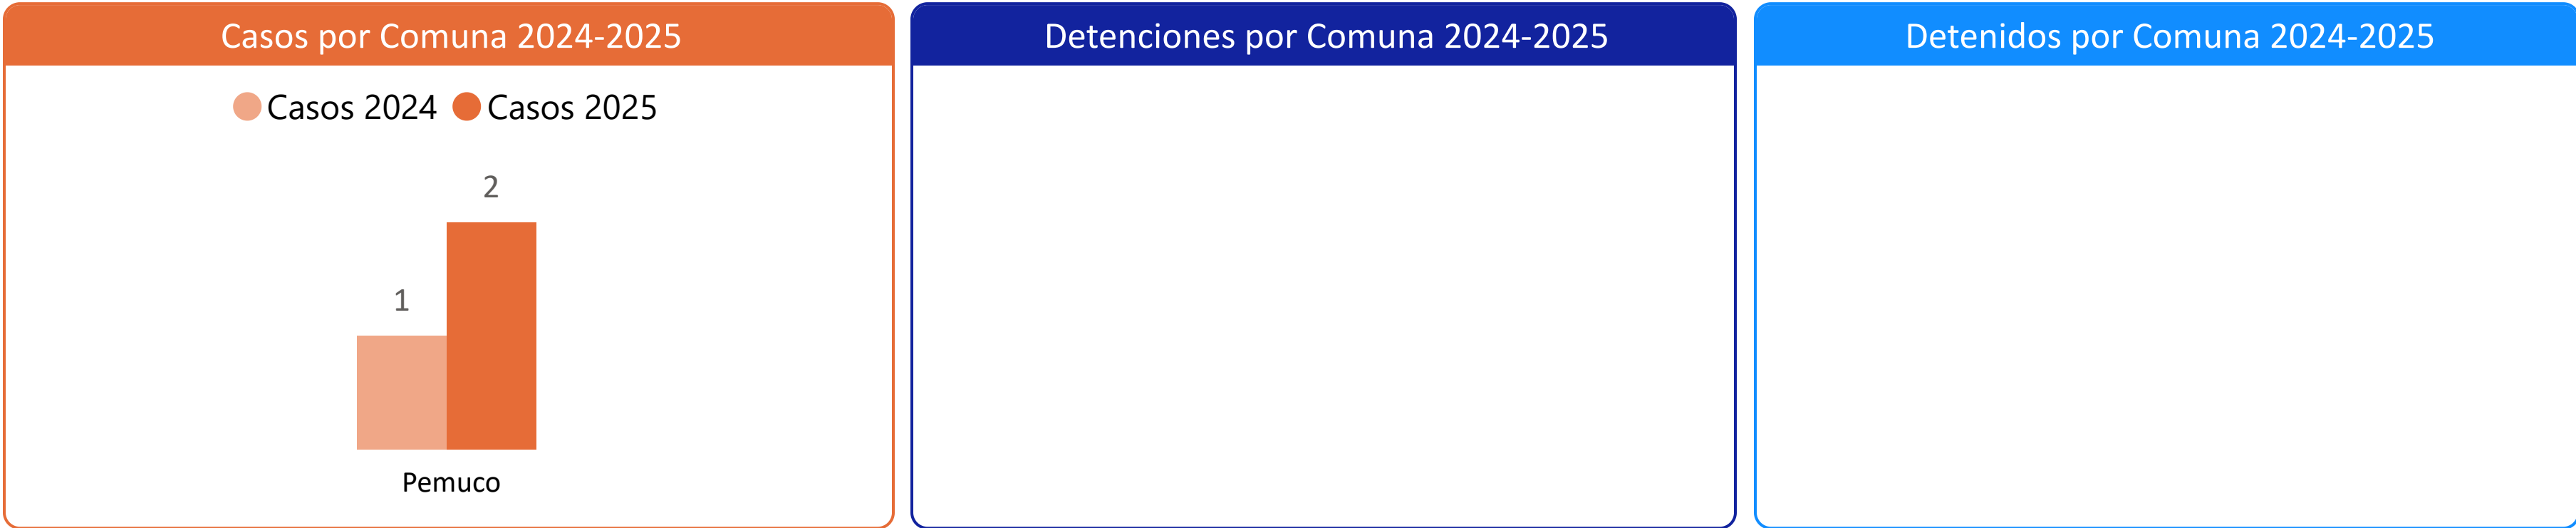 Casos por Comuna 2024-2025
Casos 2024 Casos 2025
2
1
Pemuco
Detenciones por Comuna 2024-2025
Detenidos por Comuna 2024-2025